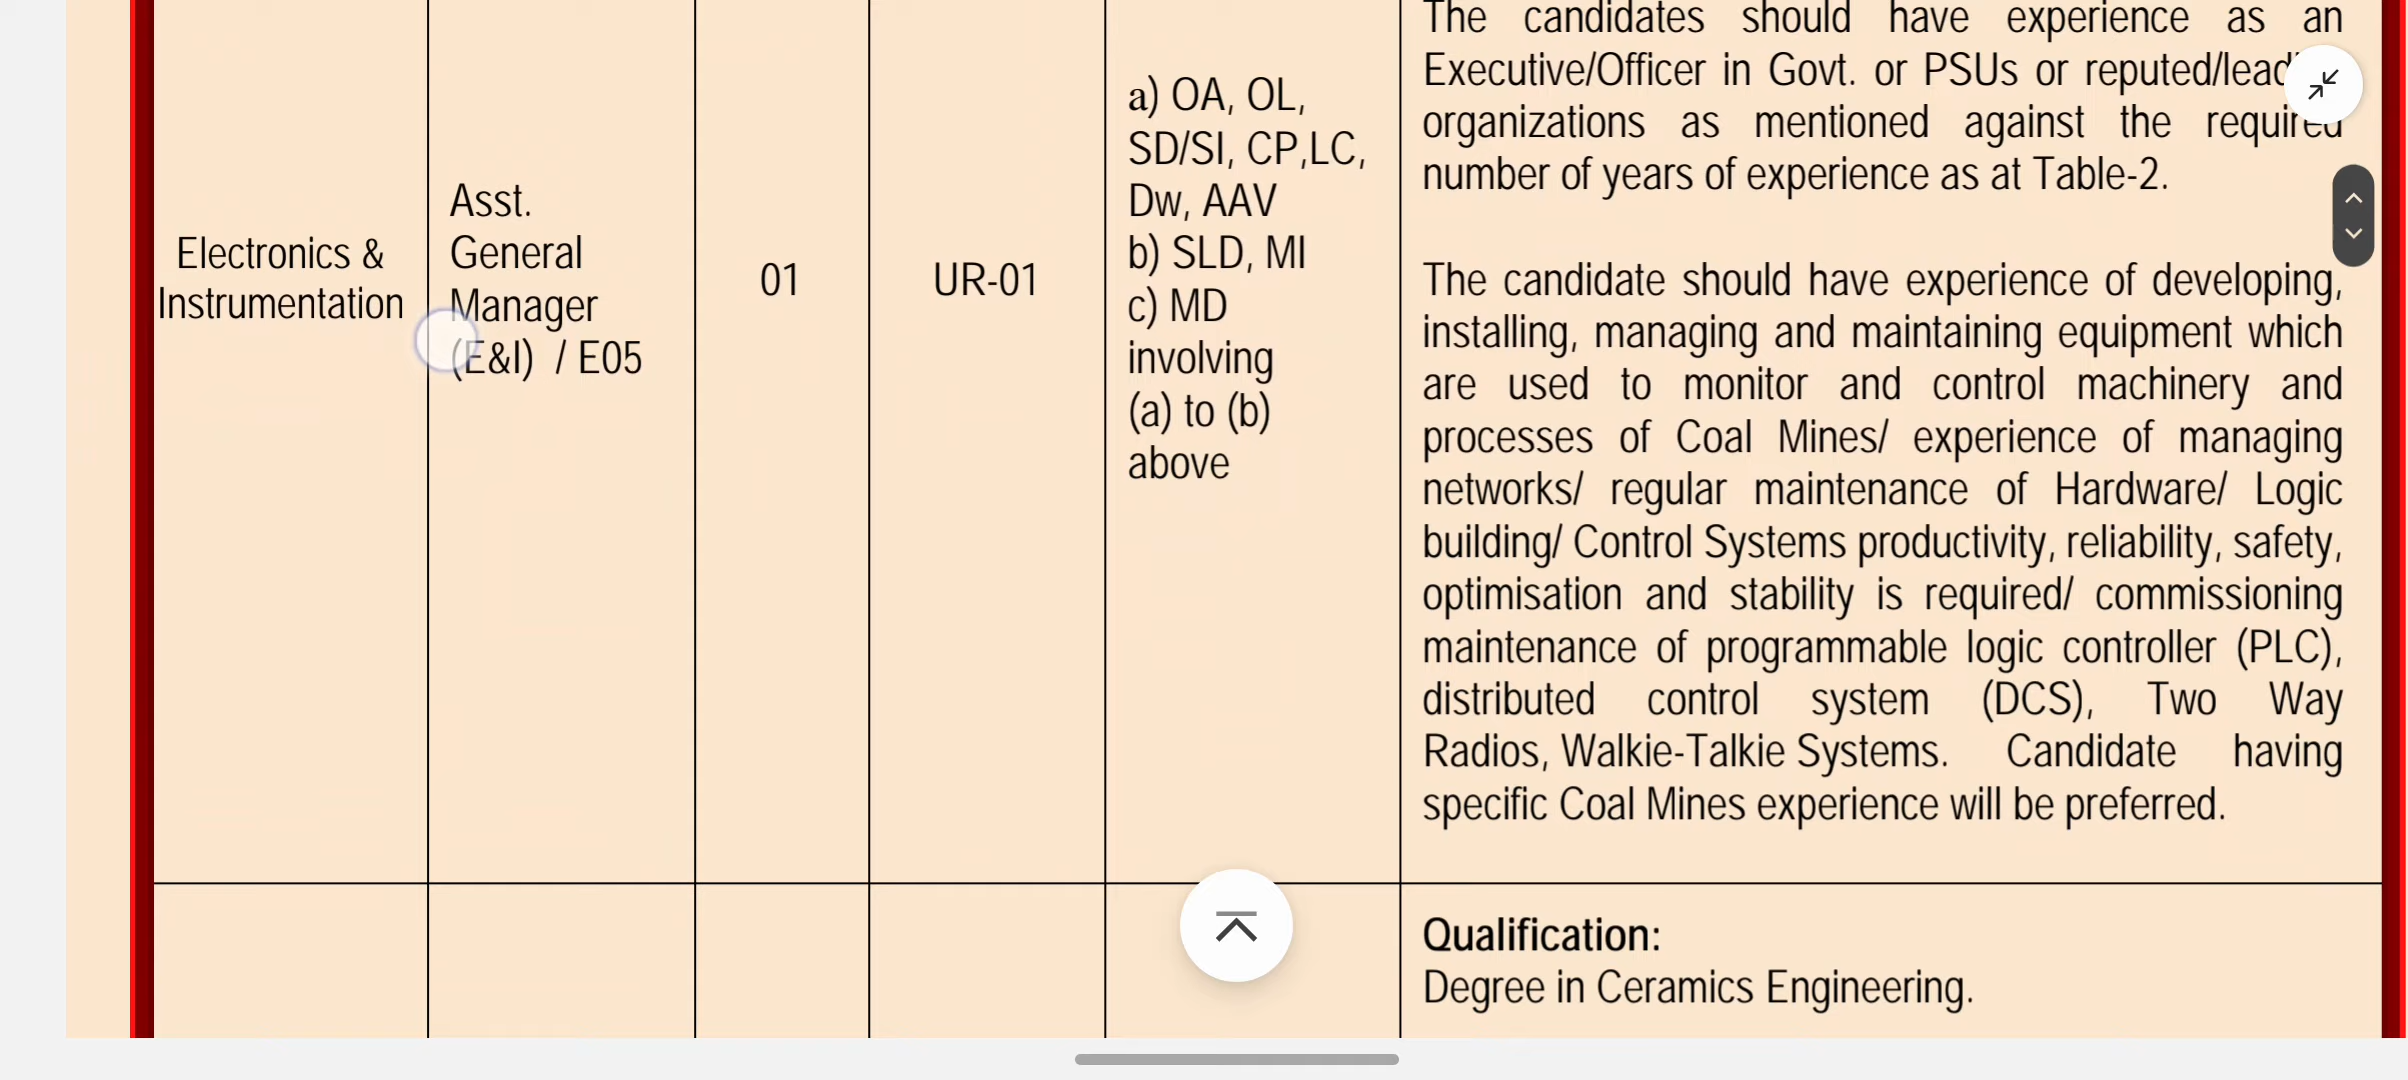 Electronics &
Instrumentation
Asst.
General
Manager
(E&I) / E05
01
UR-01
a) OA, OL,
SD/SI, CP,LC,
Dw, AAV
b) SLD, MI
c) MD
involving
(a) to (b)
above
The candidates should have experience as an
Executive/Officer in Govt. or PSUs or
organizations as mentioned against the required
number of years of experience as at Table-2.
The candidate should have experience of developing,
installing, managing and maintaining equipment which
are used to monitor and control machinery and
processes of Coal Mines/ experience of managing
networks/ regular maintenance of Hardware/ Logic
building/ Control Systems productivity, reliability, safety,
optimisation and stability is required/ commissioning
maintenance of programmable logic controller (PLC),
distributed control system (DCS), Two Way
Radios, Walkie-Talkie Systems. Candidate having
specific Coal Mines experience will be preferred.
Qualification:
Degree in Ceramics Engineering.